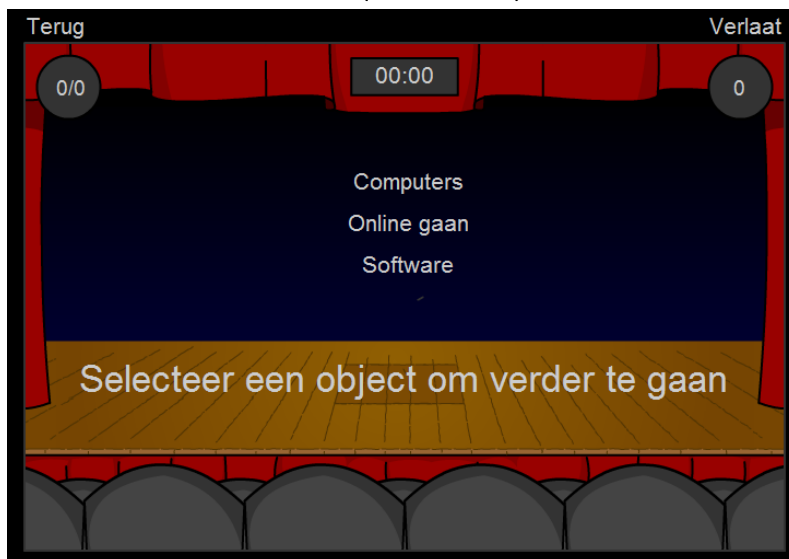 Terug
Verlaat
0/0
00:00
0
Computers
Online gaan
Software
Selecteer een object om verder te gaan